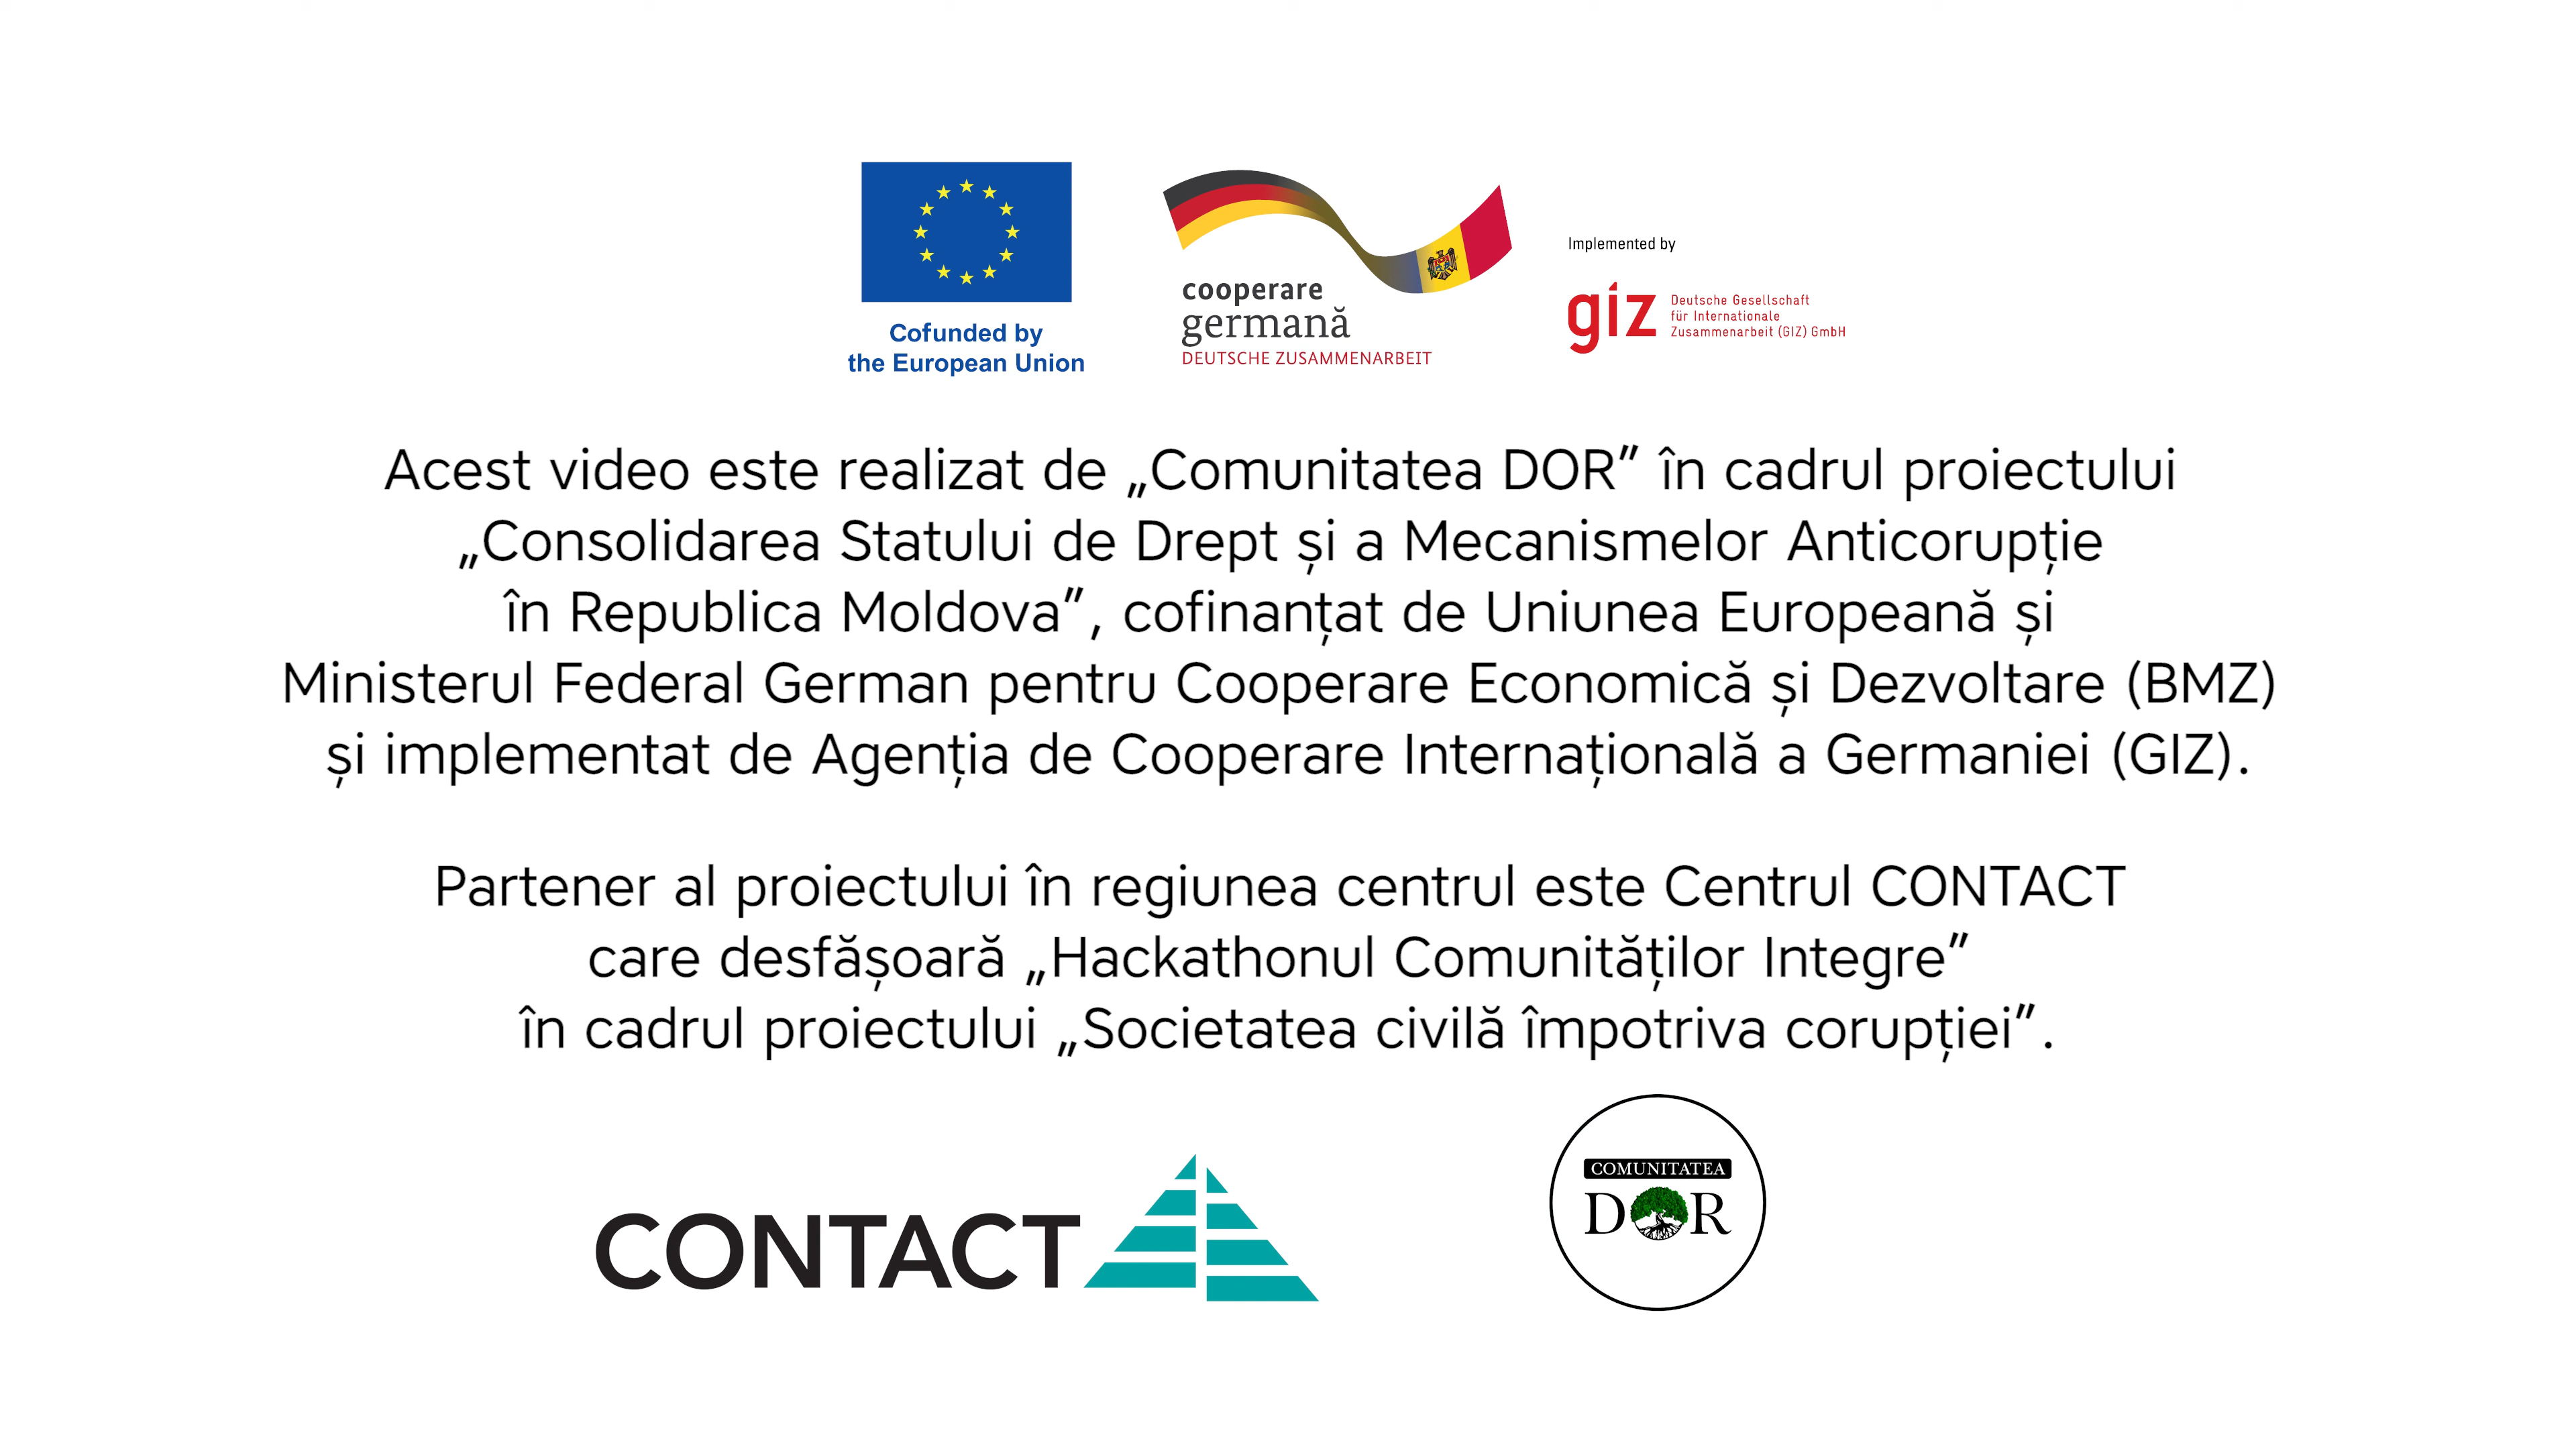 Cofunded by
the European Union
cooperare
germană
DEUTSCHE ZUSAMMENARBEIT
Implemented by
giz
Deutsche Gesellschaft
für Internationale
Zusammenarbeit (GIZ) GmbH
Acest video este realizat de „Comunitatea DOR” în cadrul proiectului
„Consolidarea Statului de Drept și a Mecanismelor Anticorupție
în Republica Moldova”, cofinanțat de Uniunea Europeană și
Ministerul Federal German pentru Cooperare Economică și Dezvoltare (BMZ)
și implementat de Agenția de Cooperare Internațională a Germaniei (GIZ).
Partener al proiectului în regiunea centrul este Centrul CONTACT
care desfășoară „Hackathonul Comunităților Integre”
în cadrul proiectului „Societatea civilă împotriva corupției”.
CONTACT
COMUNITATEA
DOR